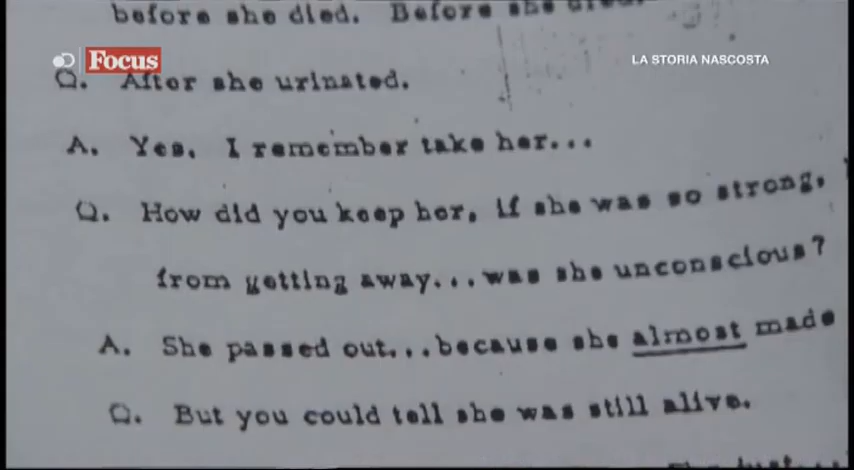 before she died. Before she died.
Focus
LA STORIA NASCOSTA
Q. After she urinated.
A. Yes. I remember take her...
Q. How did you keep her, if she was so strong,
from getting away...was she unconscious?
A. She passed out...because she almost made
Q. But you could tell she was still alive.